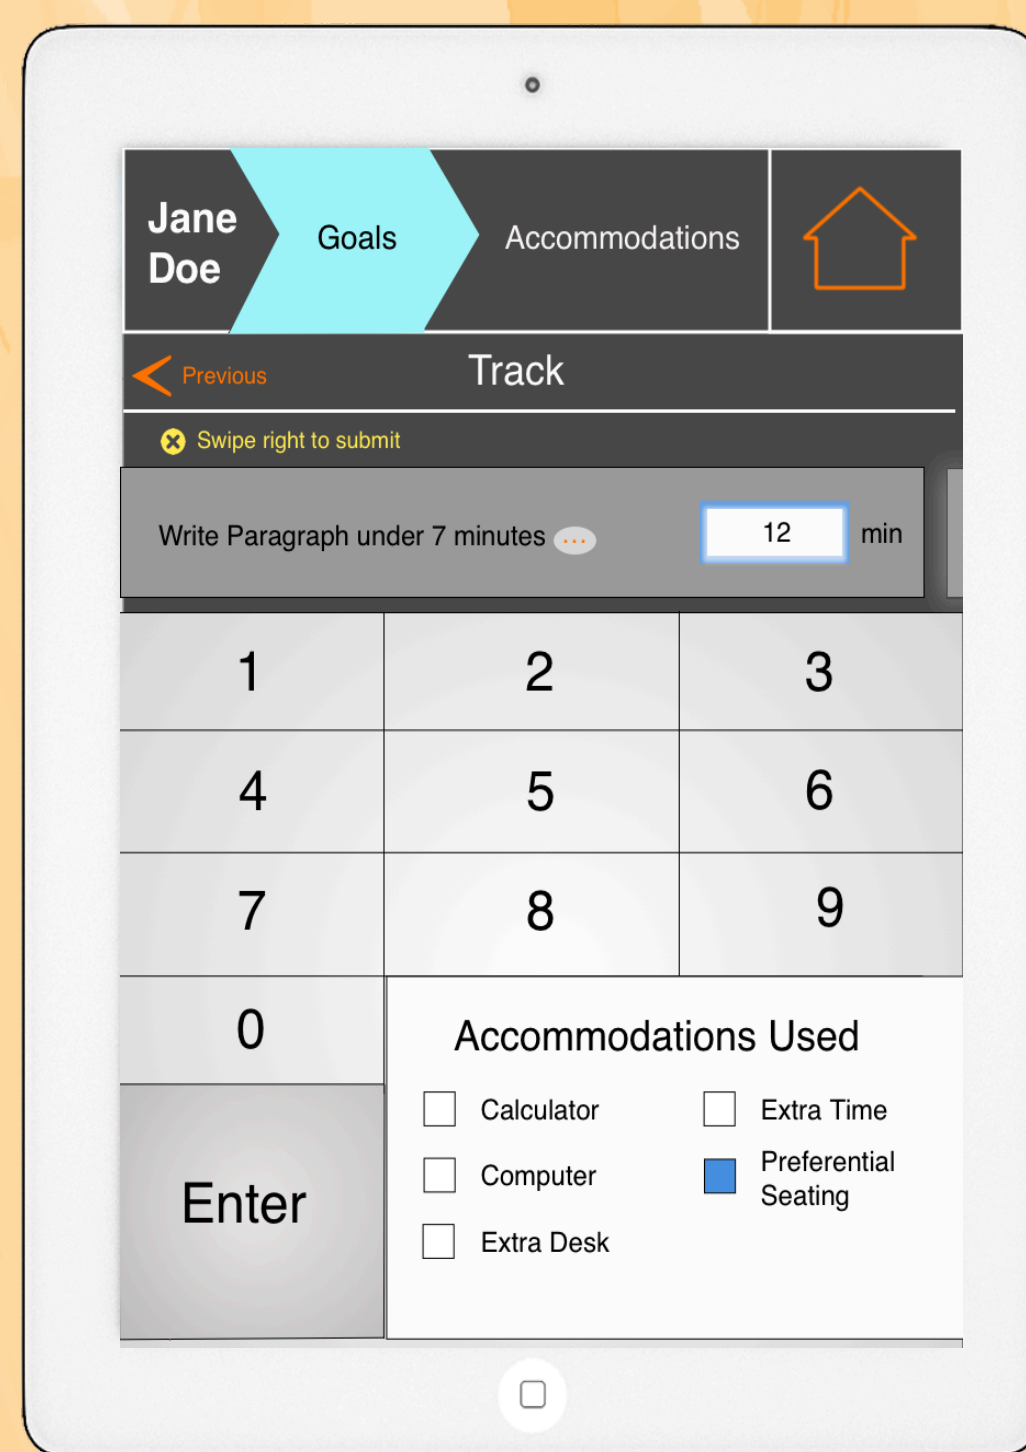 Jane
Doe
Goals
Accommodations
Previous
Track
Swipe right to submit
Write Paragraph under 7 minutes ...
12
min
1
2
3
4
5
6
7
8
9
0
Accommodations Used
Calculator
Extra Time
Computer
Preferential
Seating
Extra Desk
Enter